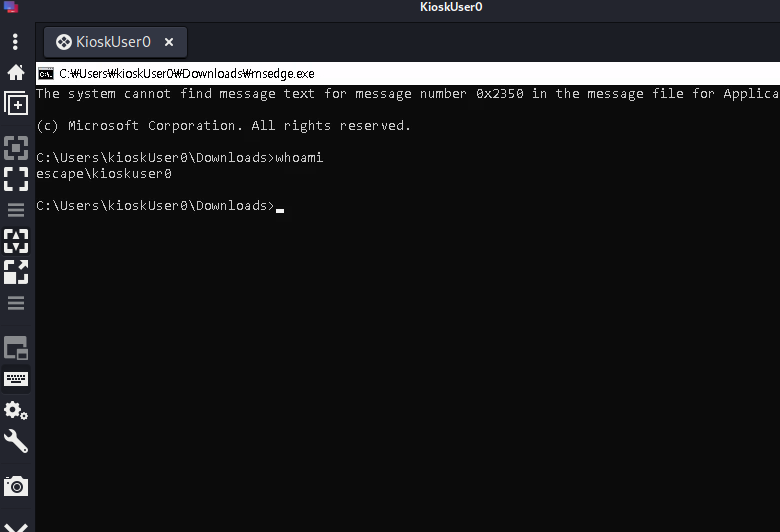 KioskUser0
KioskUser0
C:₩Users₩kioskUser0₩Downloads₩msedge.exe
The system cannot find message text for message number 0x2350 in the message file for Applica
(c) Microsoft Corporation. All rights reserved.
C:\Users\kioskUser0\Downloads>whoami
escape\kioskuser0
C:\Users\kioskUser0\Downloads>